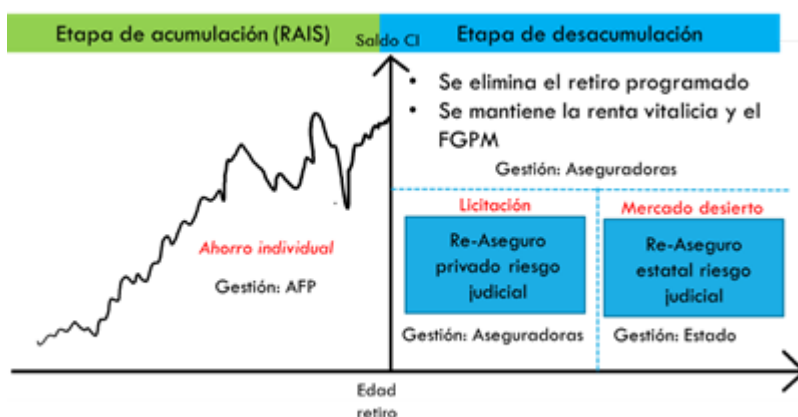 Etapa de acumulación (RAIS)
Saldo CI
Etapa de desacumulación
• Se elimina el retiro programado
• Se mantiene la renta vitalicia y el
FGPM
Gestión: Aseguradoras
Licitación
Mercado desierto
Re-Aseguro
privado riesgo
judicial
Re-Aseguro
estatal riesgo
judicial
Ahorro individual
Gestión: AFP
Gestión: Aseguradoras
Gestión: Estado
Edad
retiro